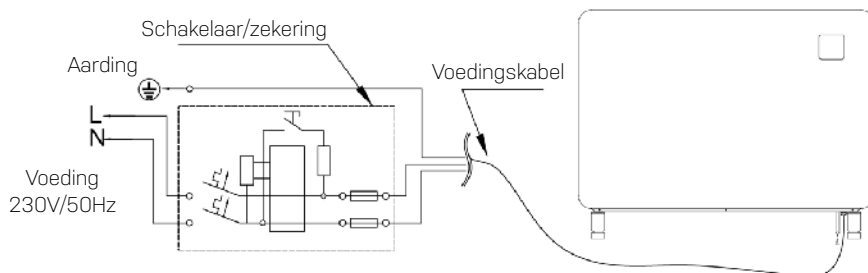 Schakelaar/zekering
Aarding
Voedingskabel
L
N
Voeding
230V/50Hz